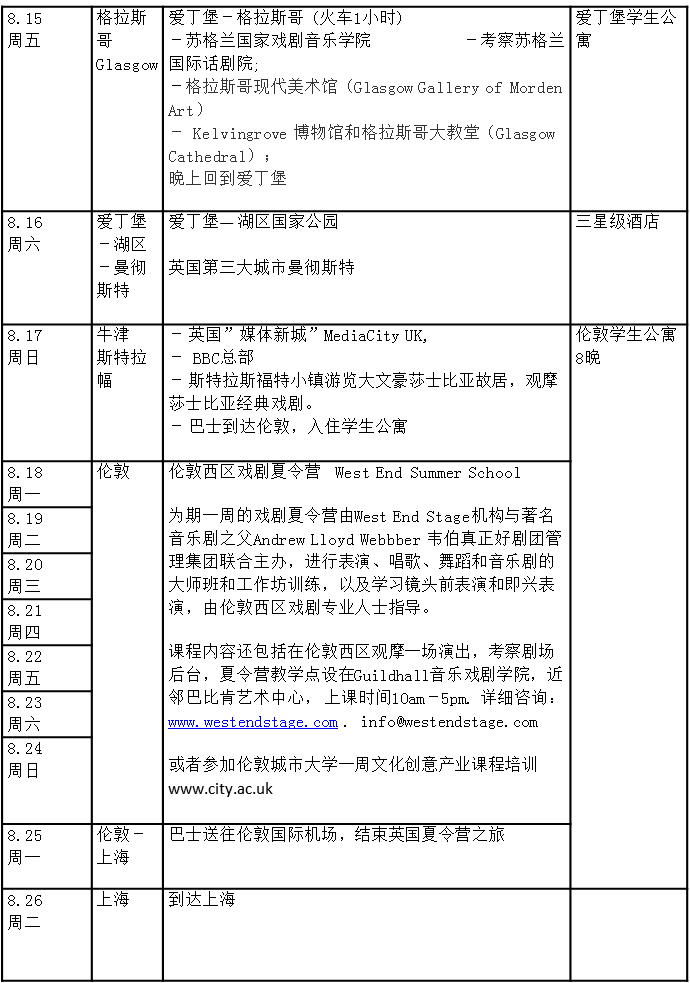 8.15
周五
格拉斯
哥
Glasgow
爱丁堡－格拉斯哥 (火车1小时)
－苏格兰国家戏剧音乐学院 －考察苏格兰
国际话剧院;
－格拉斯哥现代美术馆（Glasgow Gallery of Morden
Art）
－ Kelvingrove 博物馆和格拉斯哥大教堂（Glasgow
Cathedral）;
晚上回到爱丁堡
爱丁堡学生公
寓
8.16
周六
爱丁堡
－湖区
－曼彻
斯特
爱丁堡—湖区国家公园
英国第三大城市曼彻斯特
三星级酒店
8.17
周日
牛津
斯特拉
幅
－英国”媒体新城”MediaCity UK,
－ BBC总部
－斯特拉斯福特小镇游览大文豪莎士比亚故居，观摩
莎士比亚经典戏剧。
－巴士到达伦敦，入住学生公寓
伦敦学生公寓
8晚
8.18
周一
8.19
周二
8.20
周三
8.21
周四
8.22
周五
8.23
周六
8.24
周日
伦敦
伦敦西区戏剧夏令营 West End Summer School
为期一周的戏剧夏令营由West End Stage机构与著名
音乐剧之父Andrew Lloyd Webbber 韦伯真正好剧团管
理集团联合主办，进行表演、唱歌、舞蹈和音乐剧的
大师班和工作坊训练，以及学习镜头前表演和即兴表
演，由伦敦西区戏剧专业人士指导。
课程内容还包括在伦敦西区观摩一场演出，考察剧场
后台，夏令营教学点设在Guildhall音乐戏剧学院，近
邻巴比肯艺术中心，上课时间10am－5pm. 详细咨询：
www.westendstage.com . info@westendstage.com
或者参加伦敦城市大学一周文化创意产业课程培训
www.city.ac.uk
8.25
周一
伦敦－
上海
巴士送往伦敦国际机场，结束英国夏令营之旅
8.26
周二
上海
到达上海